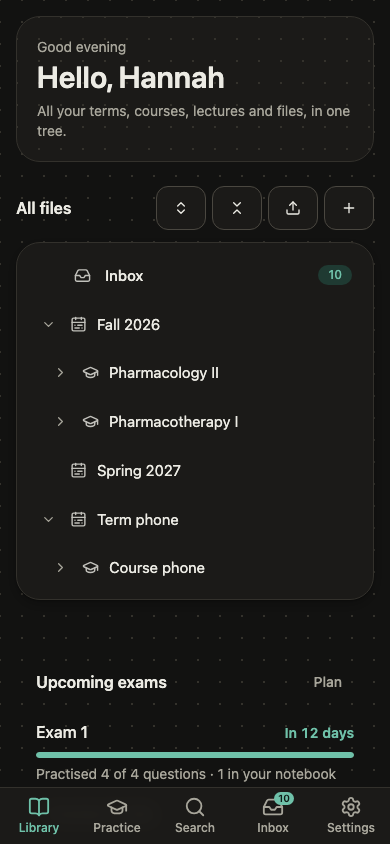 Good evening
Hello, Hannah
All your terms, courses, lectures and files, in one
tree.
All files
Inbox
10
Fall 2026
Pharmacology II
Pharmacotherapy I
Spring 2027
Term phone
Course phone
Upcoming exams
Plan
Exam 1
In 12 days
Practised 4 of 4 questions · 1 in your notebook
10
Library
Practice
Search
Inbox
Settings